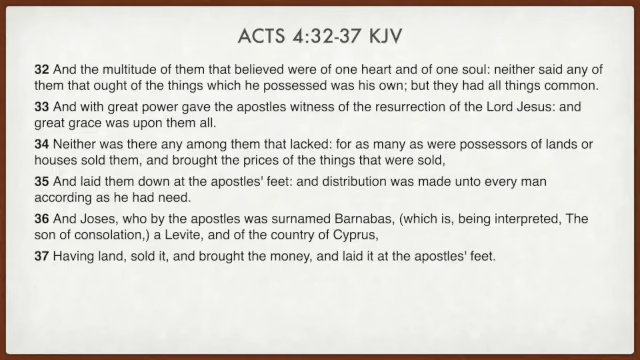 ACTS 4:32-37 KJV
32 And the multitude of them that believed were of one heart and of one soul: neither said any of
them that ought of the things which he possessed was his own; but they had all things common.
33 And with great power gave the apostles witness of the resurrection of the Lord Jesus: and
great grace was upon them all.
34 Neither was there any among them that lacked: for as many as were possessors of lands or
houses sold them, and brought the prices of the things that were sold,
35 And laid them down at the apostles' feet: and distribution was made unto every man
according as he had need.
36 And Joses, who by the apostles was surnamed Barnabas, (which is, being interpreted, The
son of consolation,) a Levite, and of the country of Cyprus,
37 Having land, sold it, and brought the money, and laid it at the apostles' feet.